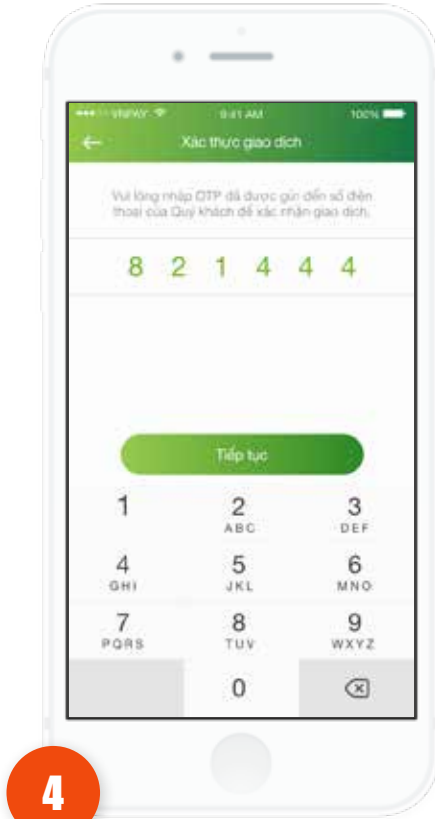 VNPAY 9:41 AM 100%
Xác thực giao dịch
Vui lòng nhập OTP đã được gửi đến số điện
thoại của Quý khách để xác nhận giao dịch.
8 2 1 4 4 4
Tiếp tục
1 2 3
ABC DEF
4 5 6
GHI JKL MNO
7 8 9
PQRS TUV WXYZ
0
4